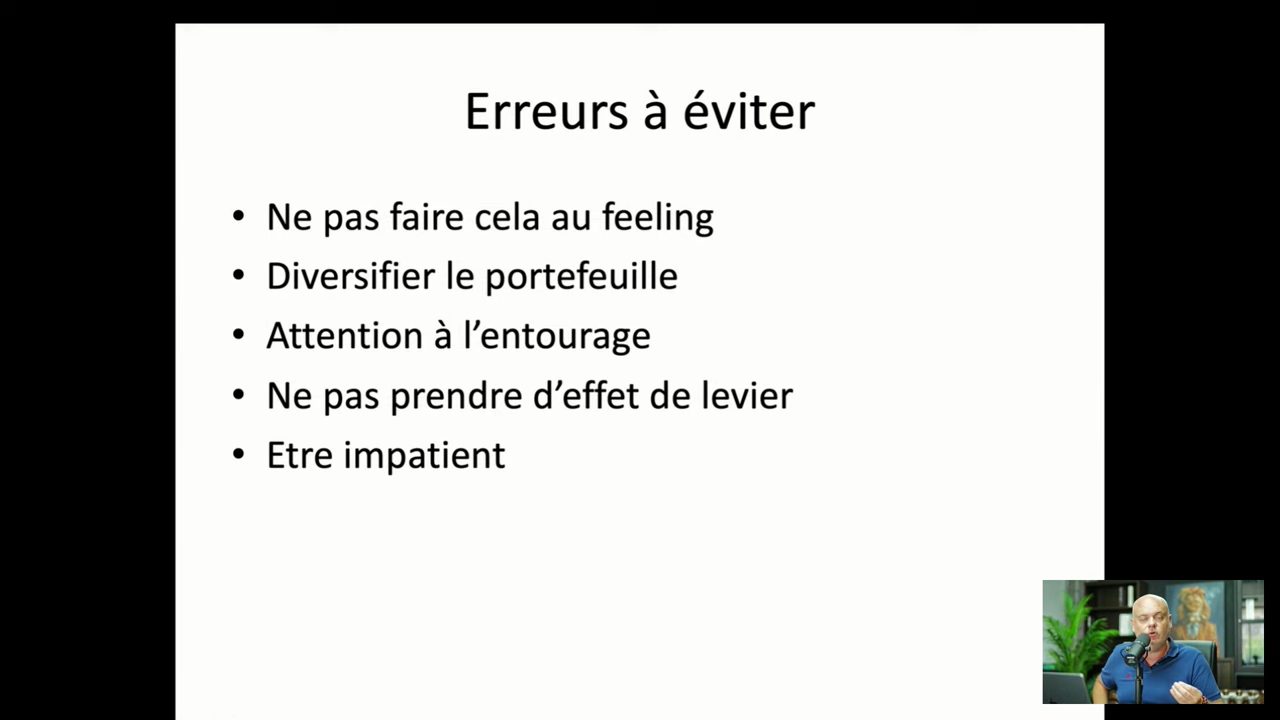 Erreurs à éviter
• Ne pas faire cela au feeling
• Diversifier le portefeuille
• Attention à l’entourage
• Ne pas prendre d’effet de levier
• Etre impatient